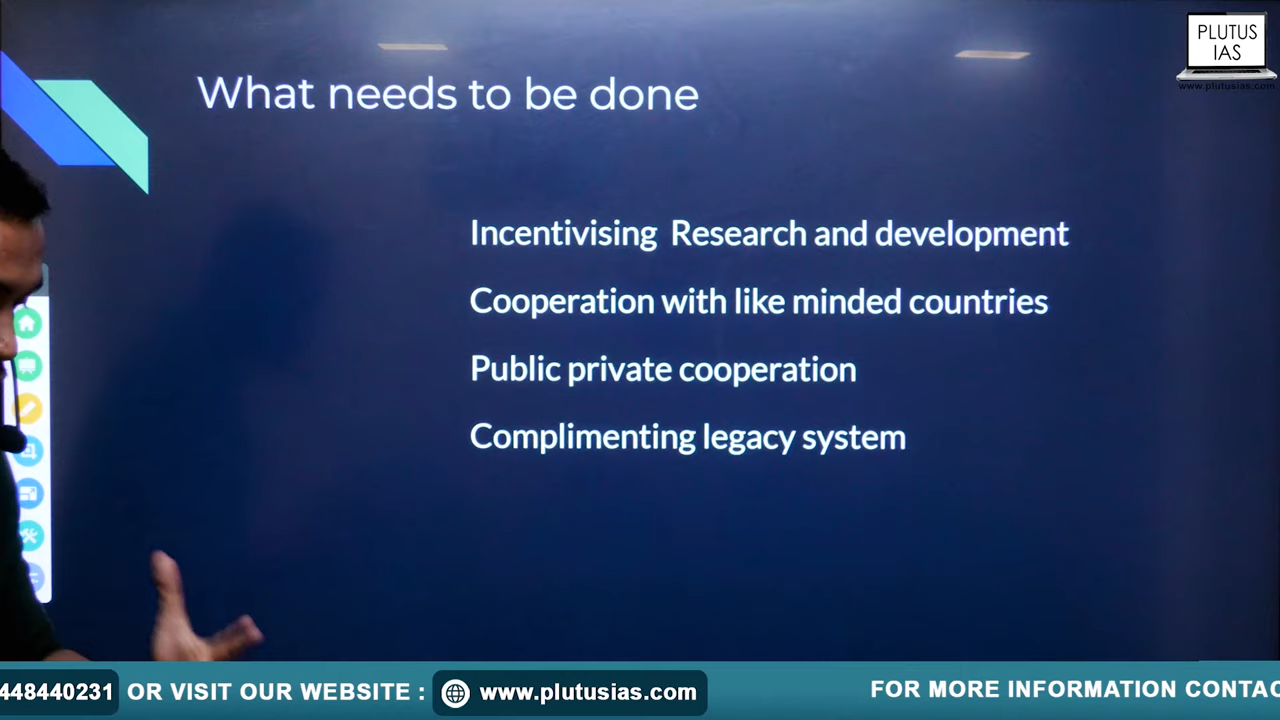 PLUTUS
IAS
www.plutusias.com
What needs to be done
Incentivising Research and development
Cooperation with like minded countries
Public private cooperation
Complimenting legacy system
448440231 OR VISIT OUR WEBSITE : www.plutusias.com FOR MORE INFORMATION CONTAC